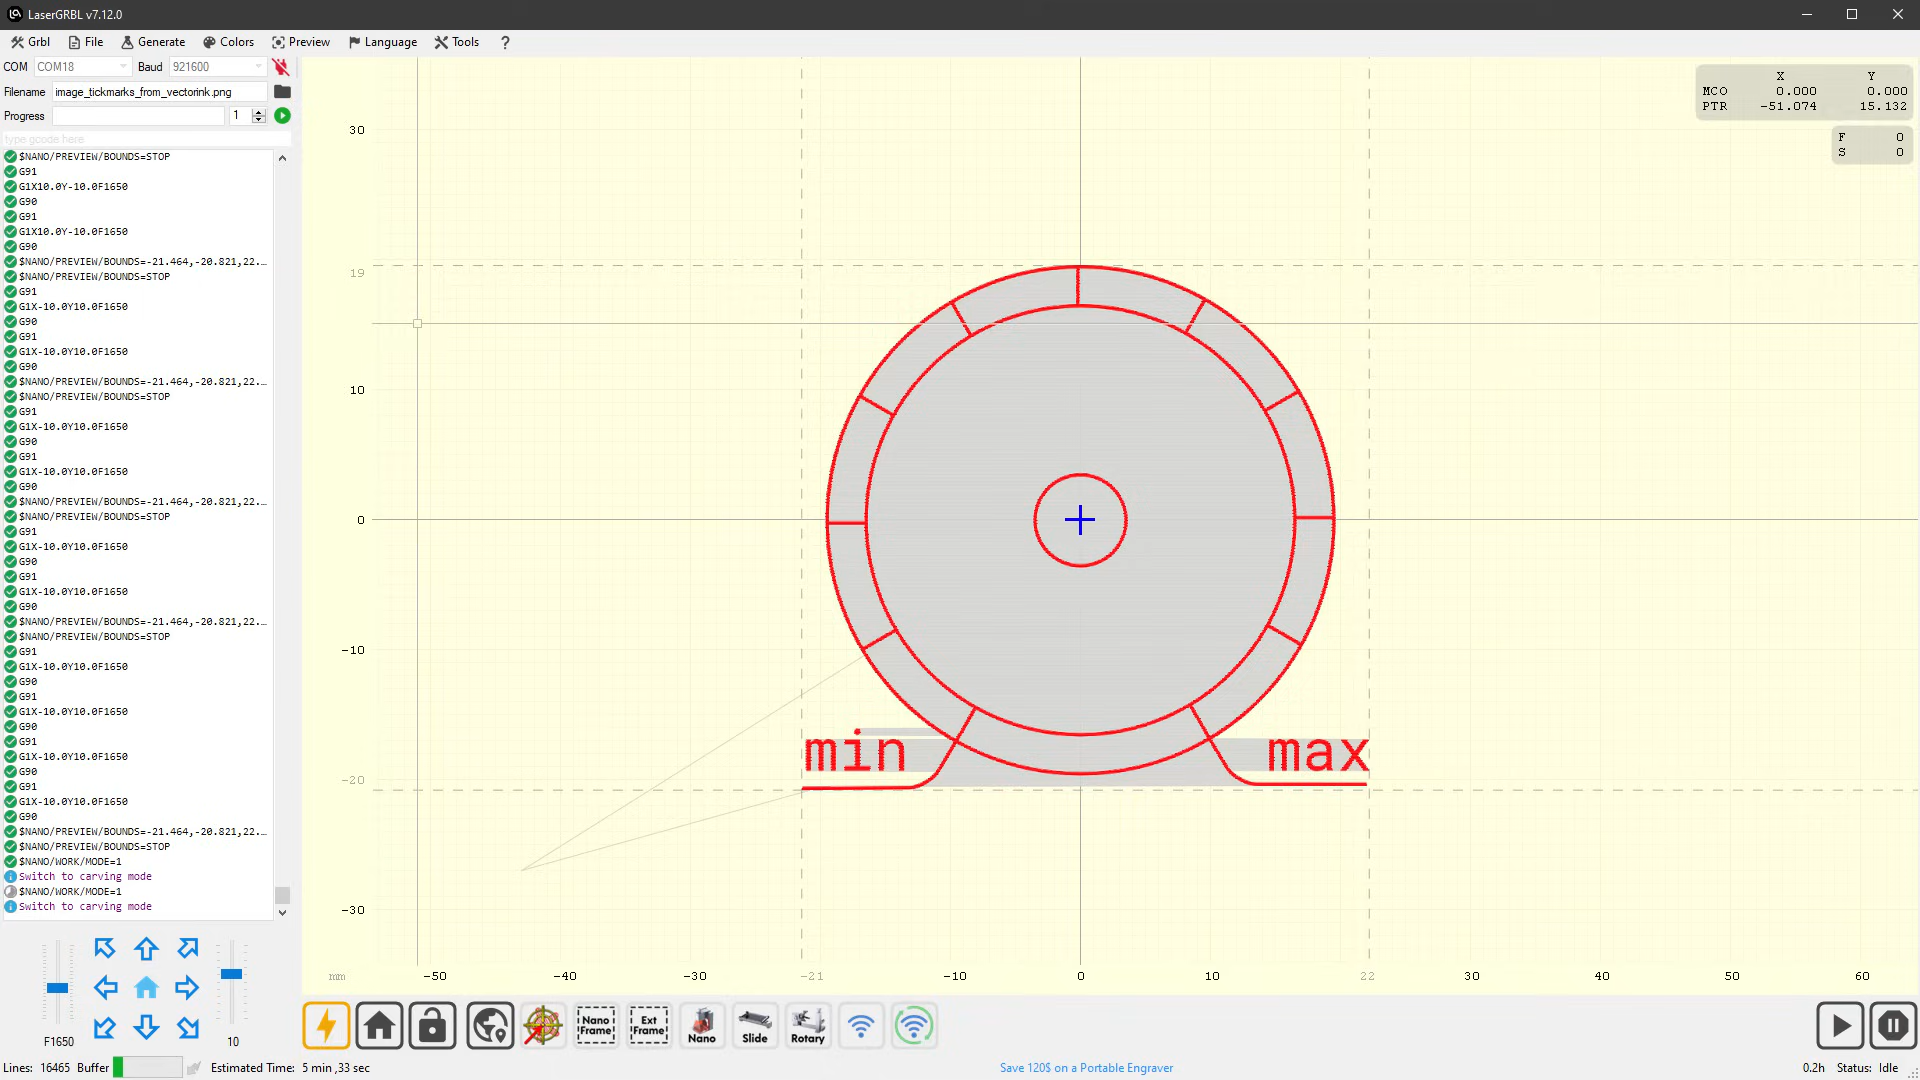 LaserGRBL v7.12.0
Grbl File Generate Colors Preview Language Tools ?
COM COM18 Baud 921600
Filename image_tickmarks_from_vectorink.png
Progress 1
type gcode here
$NANO/PREVIEW/BOUNDS=STOP
G91
G1X10.0Y-10.0F1650
G90
G91
G1X10.0Y-10.0F1650
G90
$NANO/PREVIEW/BOUNDS=-21.464,-20.821,22.…
$NANO/PREVIEW/BOUNDS=STOP
G91
G1X-10.0Y10.0F1650
G90
G91
G1X-10.0Y10.0F1650
G90
$NANO/PREVIEW/BOUNDS=-21.464,-20.821,22.…
$NANO/PREVIEW/BOUNDS=STOP
G91
G1X-10.0Y10.0F1650
G90
G91
G1X-10.0Y10.0F1650
G90
$NANO/PREVIEW/BOUNDS=-21.464,-20.821,22.…
$NANO/PREVIEW/BOUNDS=STOP
G91
G1X-10.0Y10.0F1650
G90
G91
G1X-10.0Y10.0F1650
G90
$NANO/PREVIEW/BOUNDS=-21.464,-20.821,22.…
$NANO/PREVIEW/BOUNDS=STOP
G91
G1X-10.0Y10.0F1650
G90
G91
G1X-10.0Y10.0F1650
G90
G91
G1X-10.0Y10.0F1650
G90
G91
G1X-10.0Y10.0F1650
G90
$NANO/PREVIEW/BOUNDS=-21.464,-20.821,22.…
$NANO/PREVIEW/BOUNDS=STOP
$NANO/WORK/MODE=1
Switch to carving mode
$NANO/WORK/MODE=1
Switch to carving mode
F1650 10
X Y
MCO 0.000 0.000
PTR -51.074 15.132
F 0
S 0
30
19
10
0
-10
-20
-30
min max
mm -50 -40 -30 -21 -10 0 10 22 30 40 50 60
Nano Frame
Ext Frame
Nano
Slide
Rotary
Lines: 16465 Buffer Estimated Time: 5 min ,33 sec Save 120$ on a Portable Engraver 0.2h Status: Idle